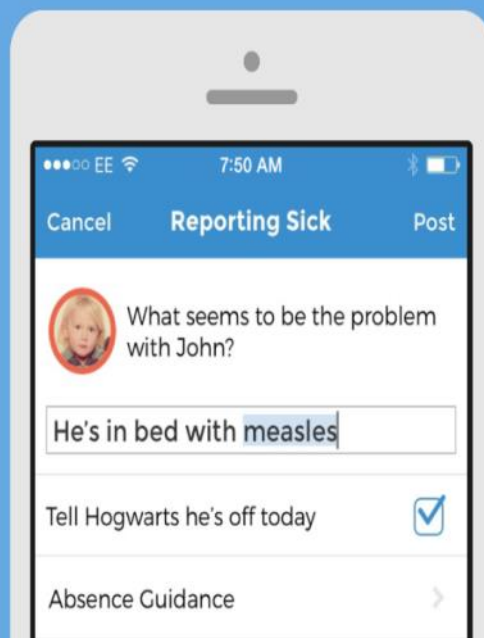 EE 7:50 AM
Cancel Reporting Sick Post
What seems to be the problem
with John?
He's in bed with measles
Tell Hogwarts he's off today
Absence Guidance